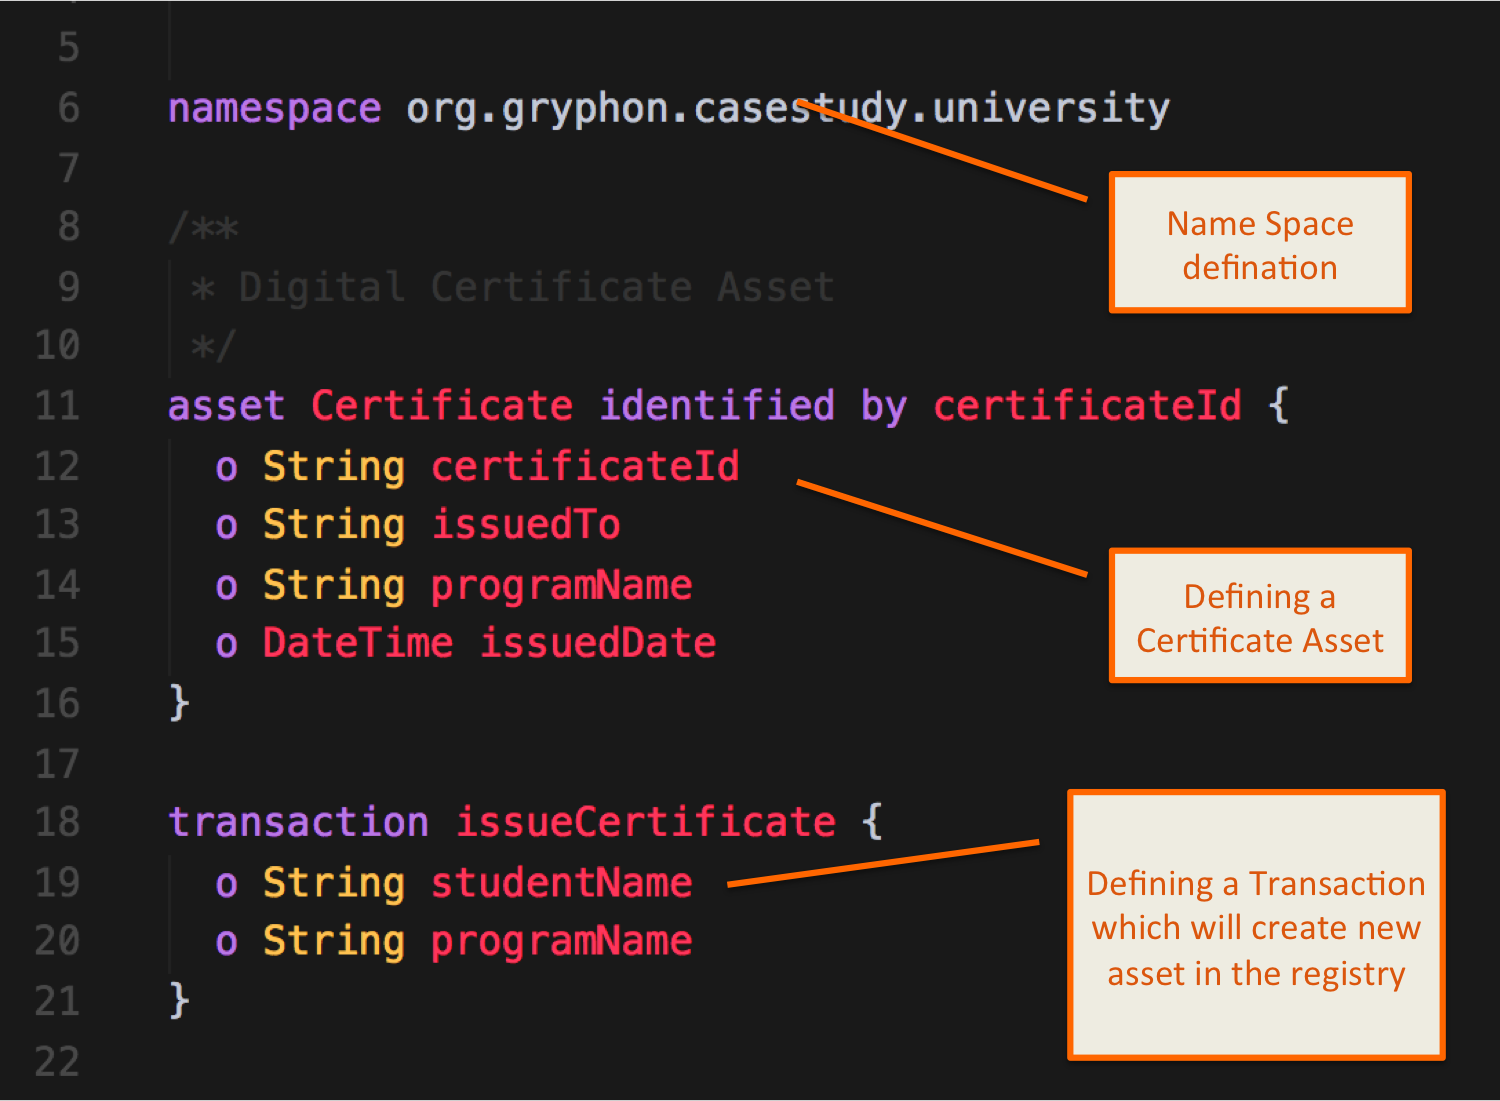 5
6 namespace org.gryphon.casestudy.university
7
Name Space
defination
8 /**
9 * Digital Certificate Asset
10 */
11 asset Certificate identified by certificateId {
12 o String certificateId
13 o String issuedTo
14 o String programName
15 o DateTime issuedDate
Defining a
Certificate Asset
16 }
17
18 transaction issueCertificate {
19 o String studentName
20 o String programName
21 }
Defining a Transaction
which will create new
asset in the registry
22